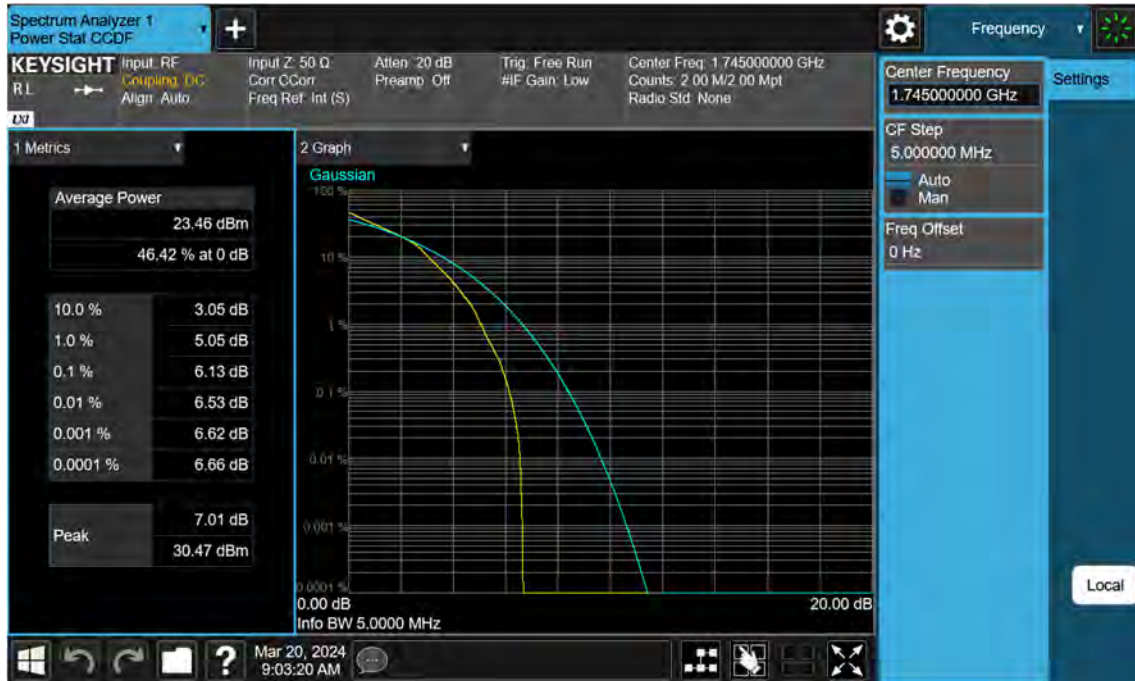 Spectrum Analyzer 1
Power Stat CCDF
Frequency
KEYSIGHT
RL
LXI
Input: RF
Coupling: DC
Align: Auto
Input Z: 50 Ω
Corr CCorr
Freq Ref: Int (S)
Atten: 20 dB
Preamp: Off
Trig: Free Run
#IF Gain: Low
Center Freq: 1.745000000 GHz
Counts: 2.00 M/2.00 Mpt
Radio Std: None
Center Frequency
1.745000000 GHz
Settings
CF Step
5.000000 MHz
Auto
Man
Freq Offset
0 Hz
Local
1 Metrics
Average Power
23.46 dBm
46.42 % at 0 dB
10.0 % 3.05 dB
1.0 % 5.05 dB
0.1 % 6.13 dB
0.01 % 6.53 dB
0.001 % 6.62 dB
0.0001 % 6.66 dB
Peak
7.01 dB
30.47 dBm
2 Graph
Gaussian
100 %
10 %
1 %
0.1 %
0.01 %
0.001 %
0.0001 %
0.00 dB 20.00 dB
Info BW 5.0000 MHz
?
Mar 20, 2024
9:03:20 AM